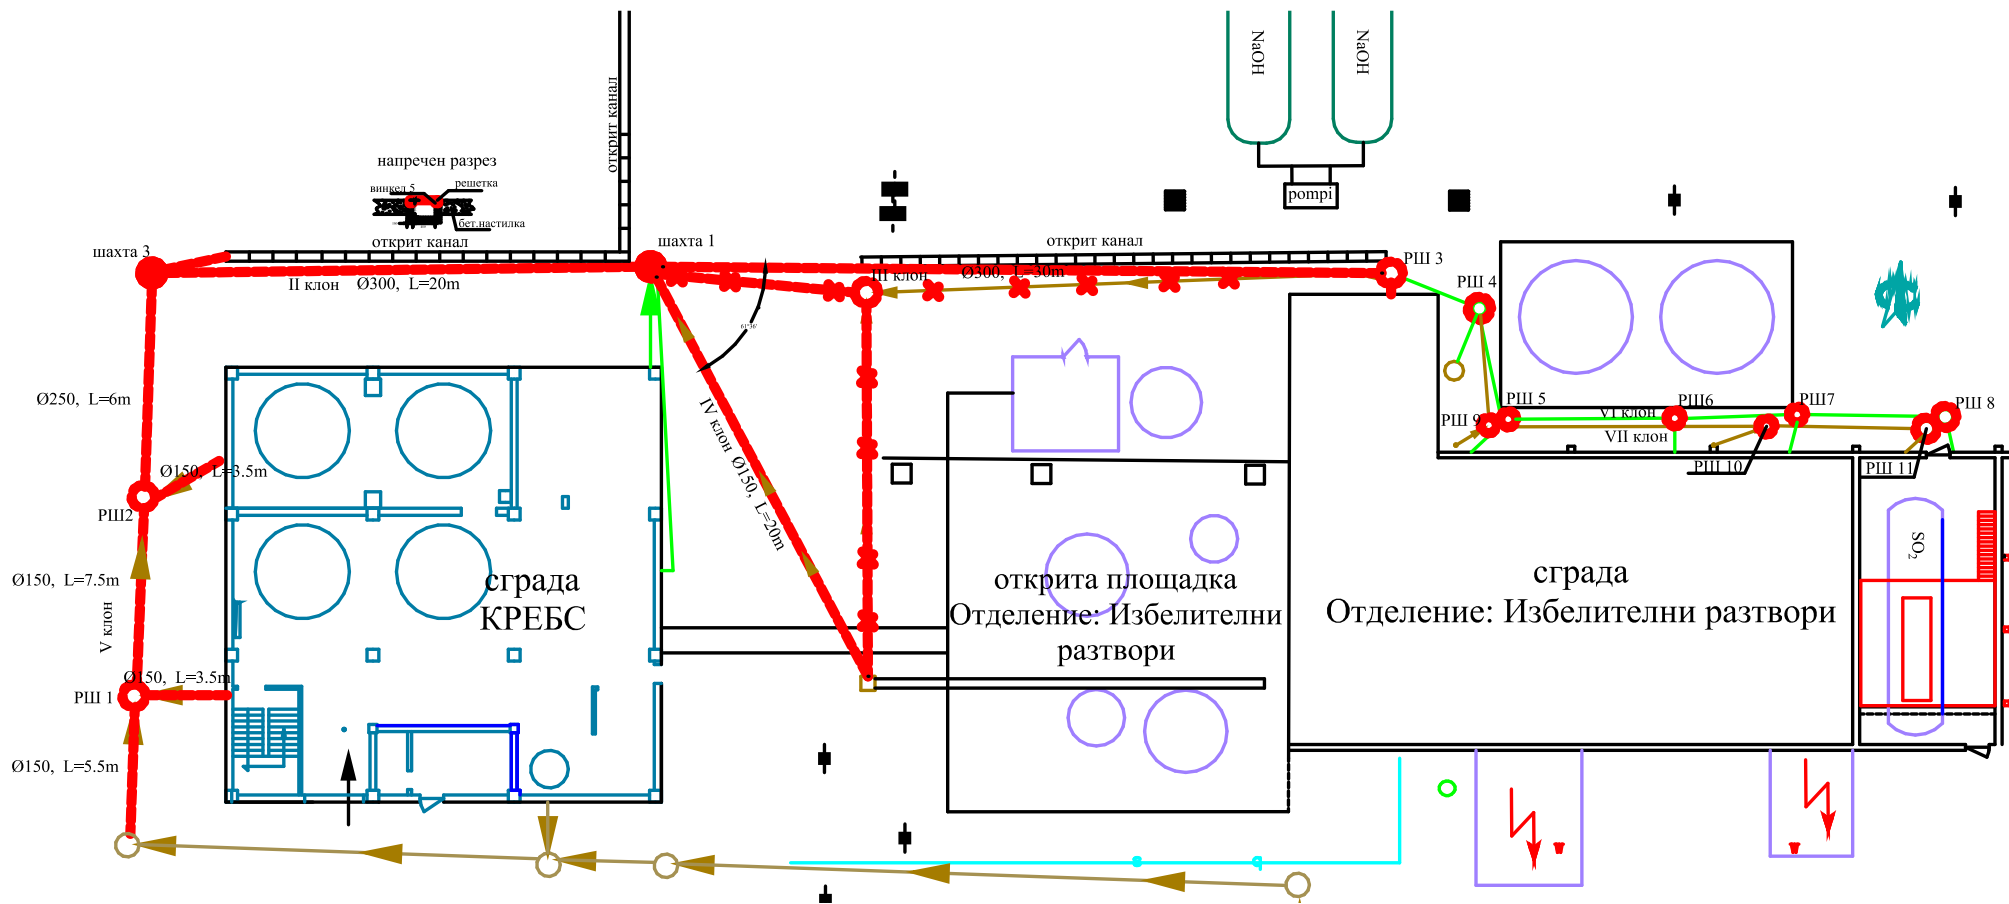 NaOH
NaOH
pompi
открит канал
напречен разрез
винкел 5
решетка
бет.настилка
открит канал
шахта 3
шахта 1
открит канал
РШ 3
II клон Ø300, L=20m
III клон Ø300, L=30m
РШ 4
61°36'
Ø250, L=6m
IV клон Ø150, L=20m
РШ 9
РШ 5
VI клон
РШ6
РШ7
РШ 8
VII клон
РШ 10
РШ 11
Ø150, L=3.5m
РШ2
Ø150, L=7.5m
V клон
SO2
сграда
КРЕБС
открита площадка
Отделение: Избелителни
разтвори
сграда
Отделение: Избелителни разтвори
Ø150, L=3.5m
РШ 1
Ø150, L=5.5m